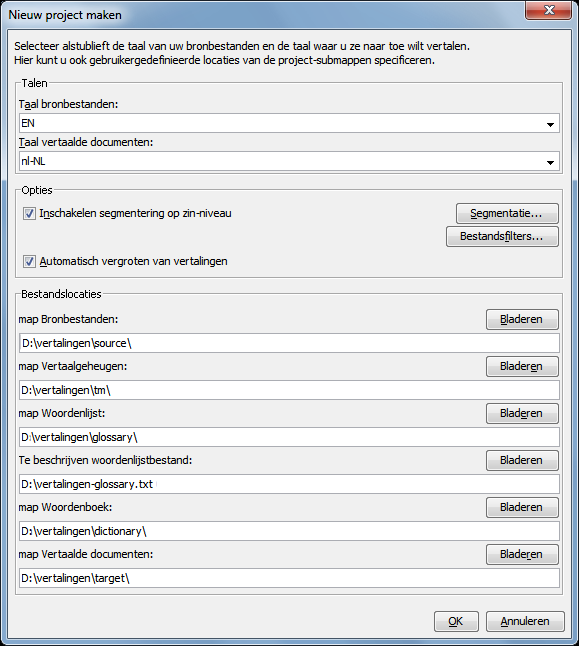 Nieuw project maken
Selecteer alstublieft de taal van uw bronbestanden en de taal waar u ze naar toe wilt vertalen.
Hier kunt u ook gebruikergedefinieerde locaties van de project-submappen specificeren.
Talen
Taal bronbestanden:
EN
Taal vertaalde documenten:
nl-NL
Opties
Inschakelen segmentering op zin-niveau
Segmentatie...
Bestandsfilters...
Automatisch vergroten van vertalingen
Bestandslocaties
map Bronbestanden:
Bladeren
D:\vertalingen\source\
map Vertaalgeheugen:
Bladeren
D:\vertalingen\tm\
map Woordenlijst:
Bladeren
D:\vertalingen\glossary\
Te beschrijven woordenlijstbestand:
Bladeren
D:\vertalingen-glossary.txt
map Woordenboek:
Bladeren
D:\vertalingen\dictionary\
map Vertaalde documenten:
Bladeren
D:\vertalingen\target\
OK
Annuleren